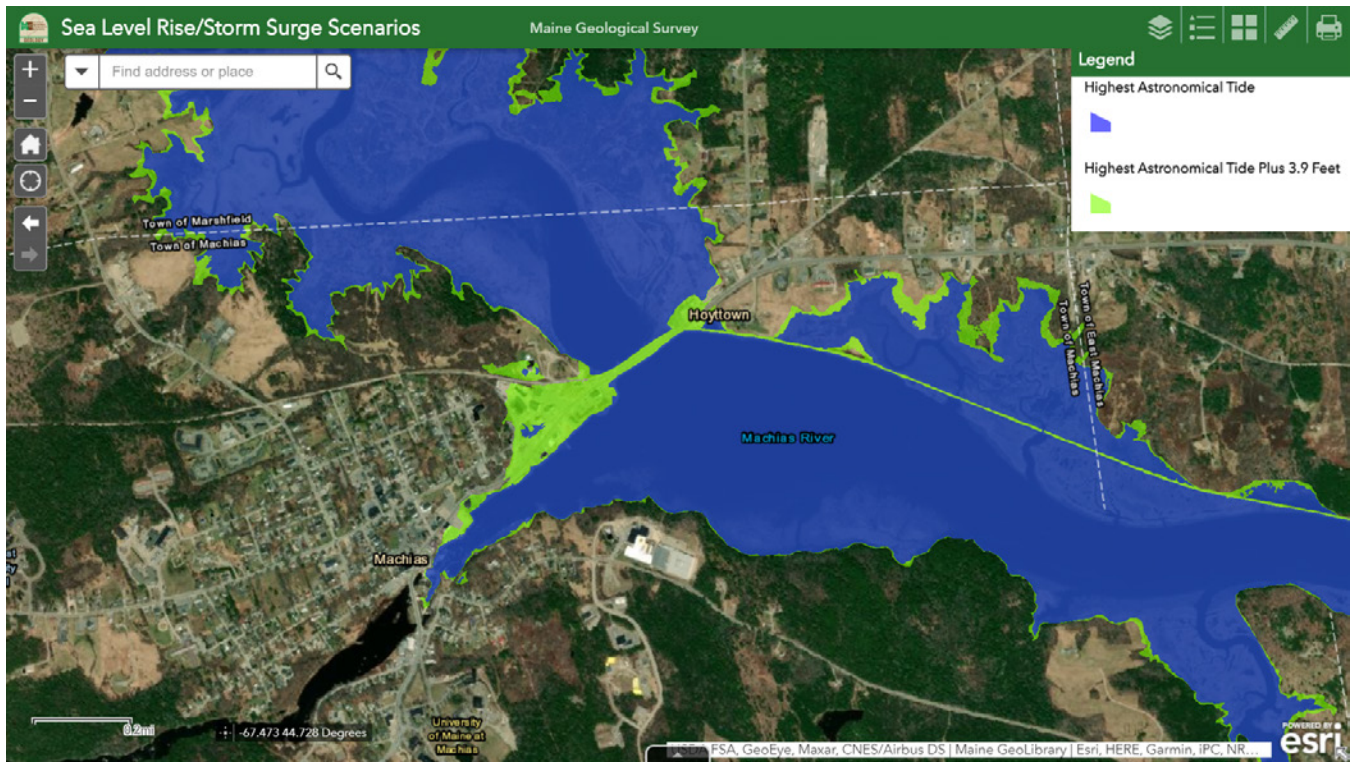 Sea Level Rise/Storm Surge Scenarios
Maine Geological Survey
Find address or place
Legend
Highest Astronomical Tide
Highest Astronomical Tide Plus 3.9 Feet
Town of Marshfield
Town of Machias
Hoyttown
Town of East Machias
Town of Machias
Machias River
Machias
University
of Maine at
Machias
0.2mi
-67.473 44.728 Degrees
FSA, GeoEye, Maxar, CNES/Airbus DS | Maine GeoLibrary | Esri, HERE, Garmin, iPC, NR...
POWERED BY
esri